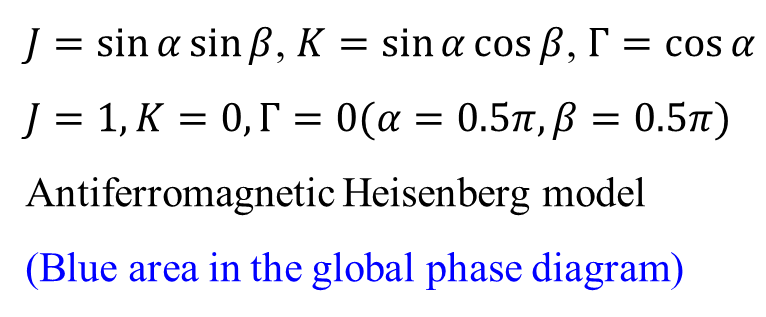 J = sin α sin β, K = sin α cos β, Γ = cos α
J = 1, K = 0, Γ = 0(α = 0.5π, β = 0.5π)
Antiferromagnetic Heisenberg model
(Blue area in the global phase diagram)